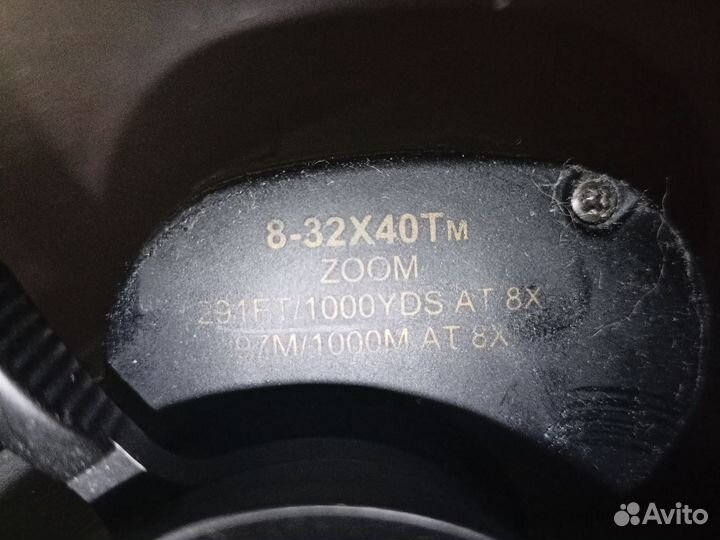 8-32X40TM
ZOOM
291FT/1000YDS AT 8X
97M/1000M AT 8X
Avito